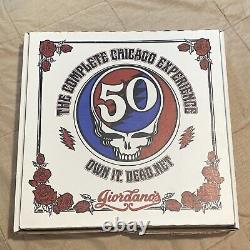 THE COMPLETE CHICAGO EXPERIENCE
50
OWN IT. DEAD.NET
Giordano's